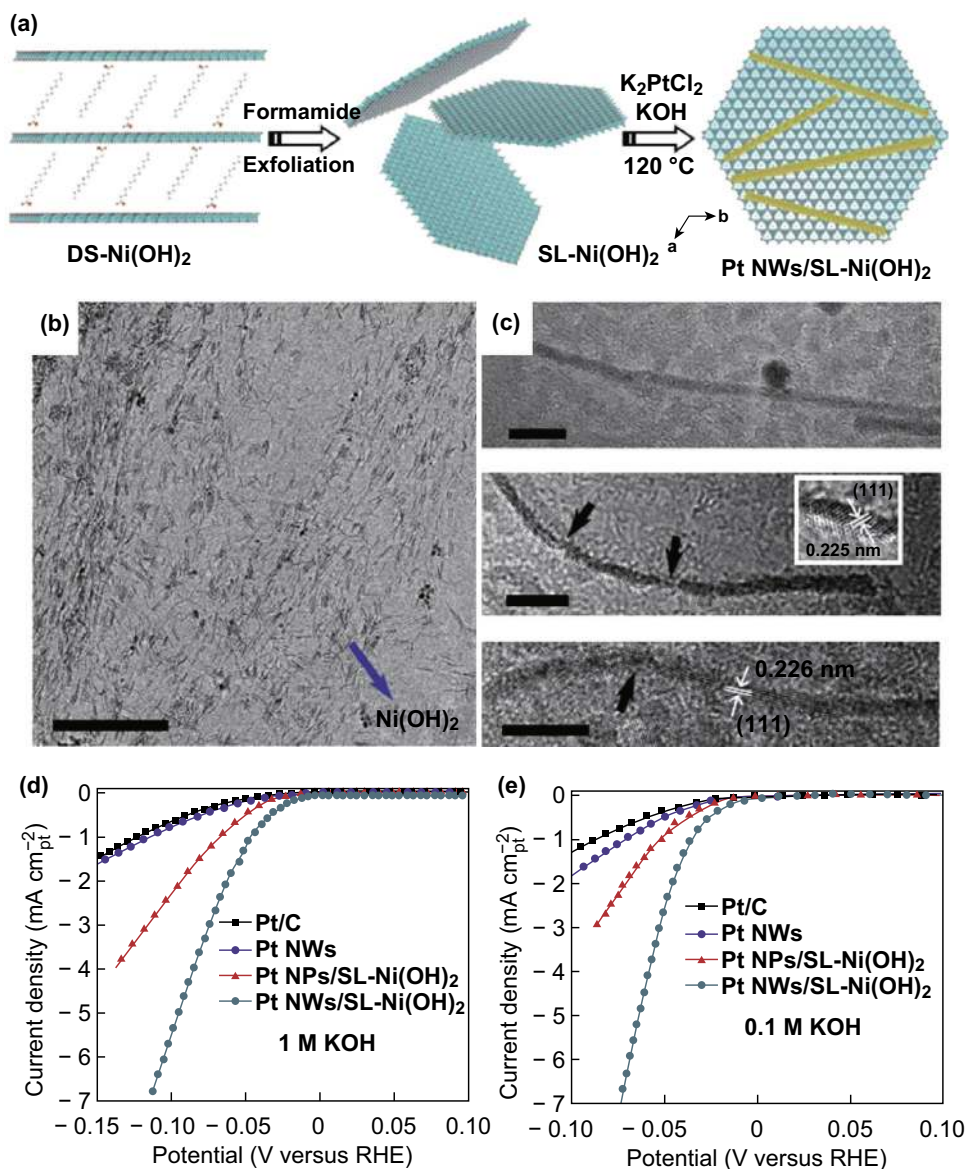 (a)
Formamide
Exfoliation
K₂PtCl₂
KOH
120 °C
b
a
DS-Ni(OH)₂
SL-Ni(OH)₂
Pt NWs/SL-Ni(OH)₂
(b)
Ni(OH)₂
(c)
(111)
0.225 nm
0.226 nm
(111)
(d)
0
− 1
− 2
− 3
− 4
− 5
− 6
− 7
Current density (mA cm⁻²pt)
Pt/C
Pt NWs
Pt NPs/SL-Ni(OH)₂
Pt NWs/SL-Ni(OH)₂
1 M KOH
− 0.15 − 0.10 − 0.05 0 0.05 0.10
Potential (V versus RHE)
(e)
0
− 1
− 2
− 3
− 4
− 5
− 6
− 7
Current density (mA cm⁻²pt)
Pt/C
Pt NWs
Pt NPs/SL-Ni(OH)₂
Pt NWs/SL-Ni(OH)₂
0.1 M KOH
− 0.10 − 0.05 0 0.05 0.10
Potential (V versus RHE)